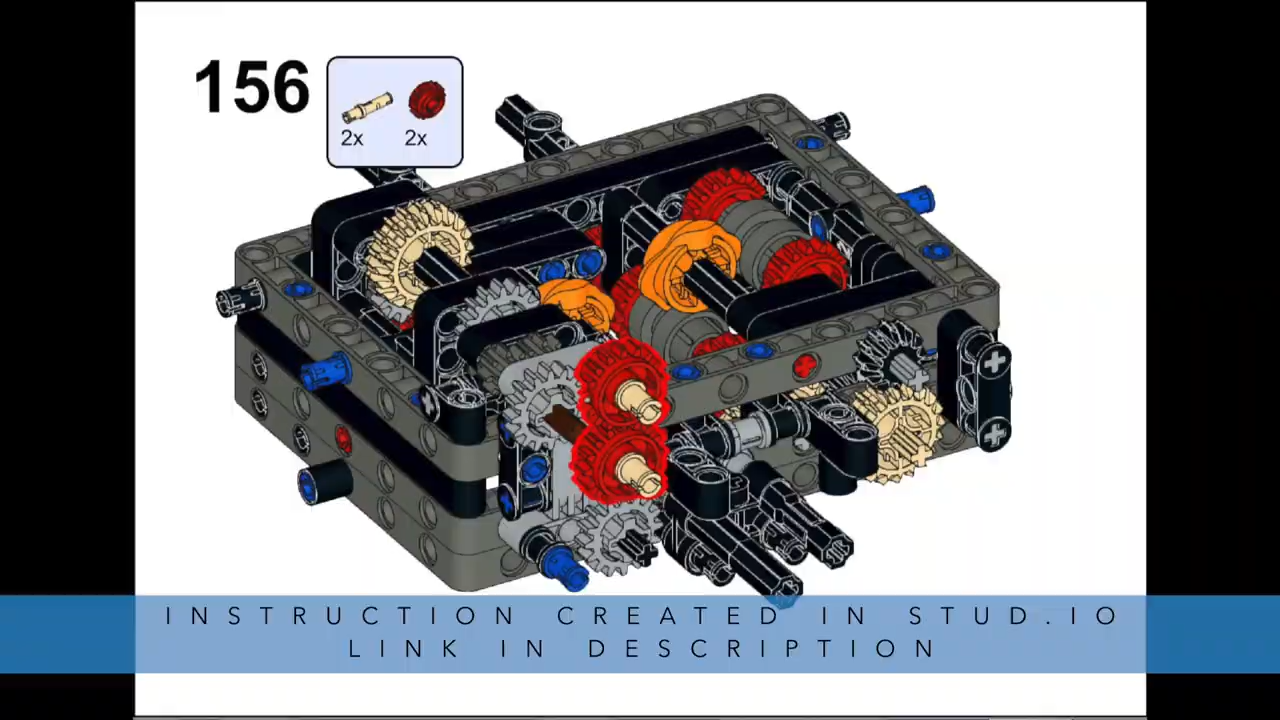 156
2x 2x
INSTRUCTION CREATED IN STUD.IO
LINK IN DESCRIPTION